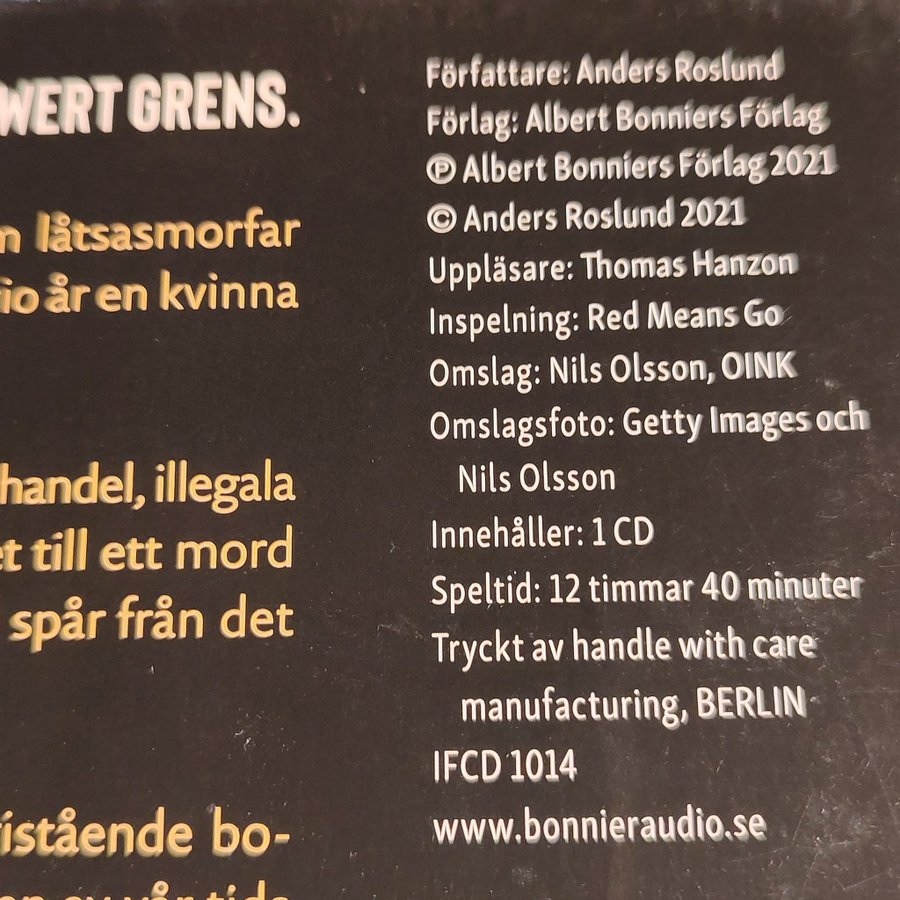 WERT GRENS.
låtsasmorfar
år en kvinna
handel, illegala
till ett mord
spår från det
bo-
Författare: Anders Roslund
Förlag: Albert Bonniers Förlag
℗ Albert Bonniers Förlag 2021
© Anders Roslund 2021
Uppläsare: Thomas Hanzon
Inspelning: Red Means Go
Omslag: Nils Olsson, OINK
Omslagsfoto: Getty Images och
Nils Olsson
Innehåller: 1 CD
Speltid: 12 timmar 40 minuter
Tryckt av handle with care
manufacturing, BERLIN
IFCD 1014
www.bonnieraudio.se